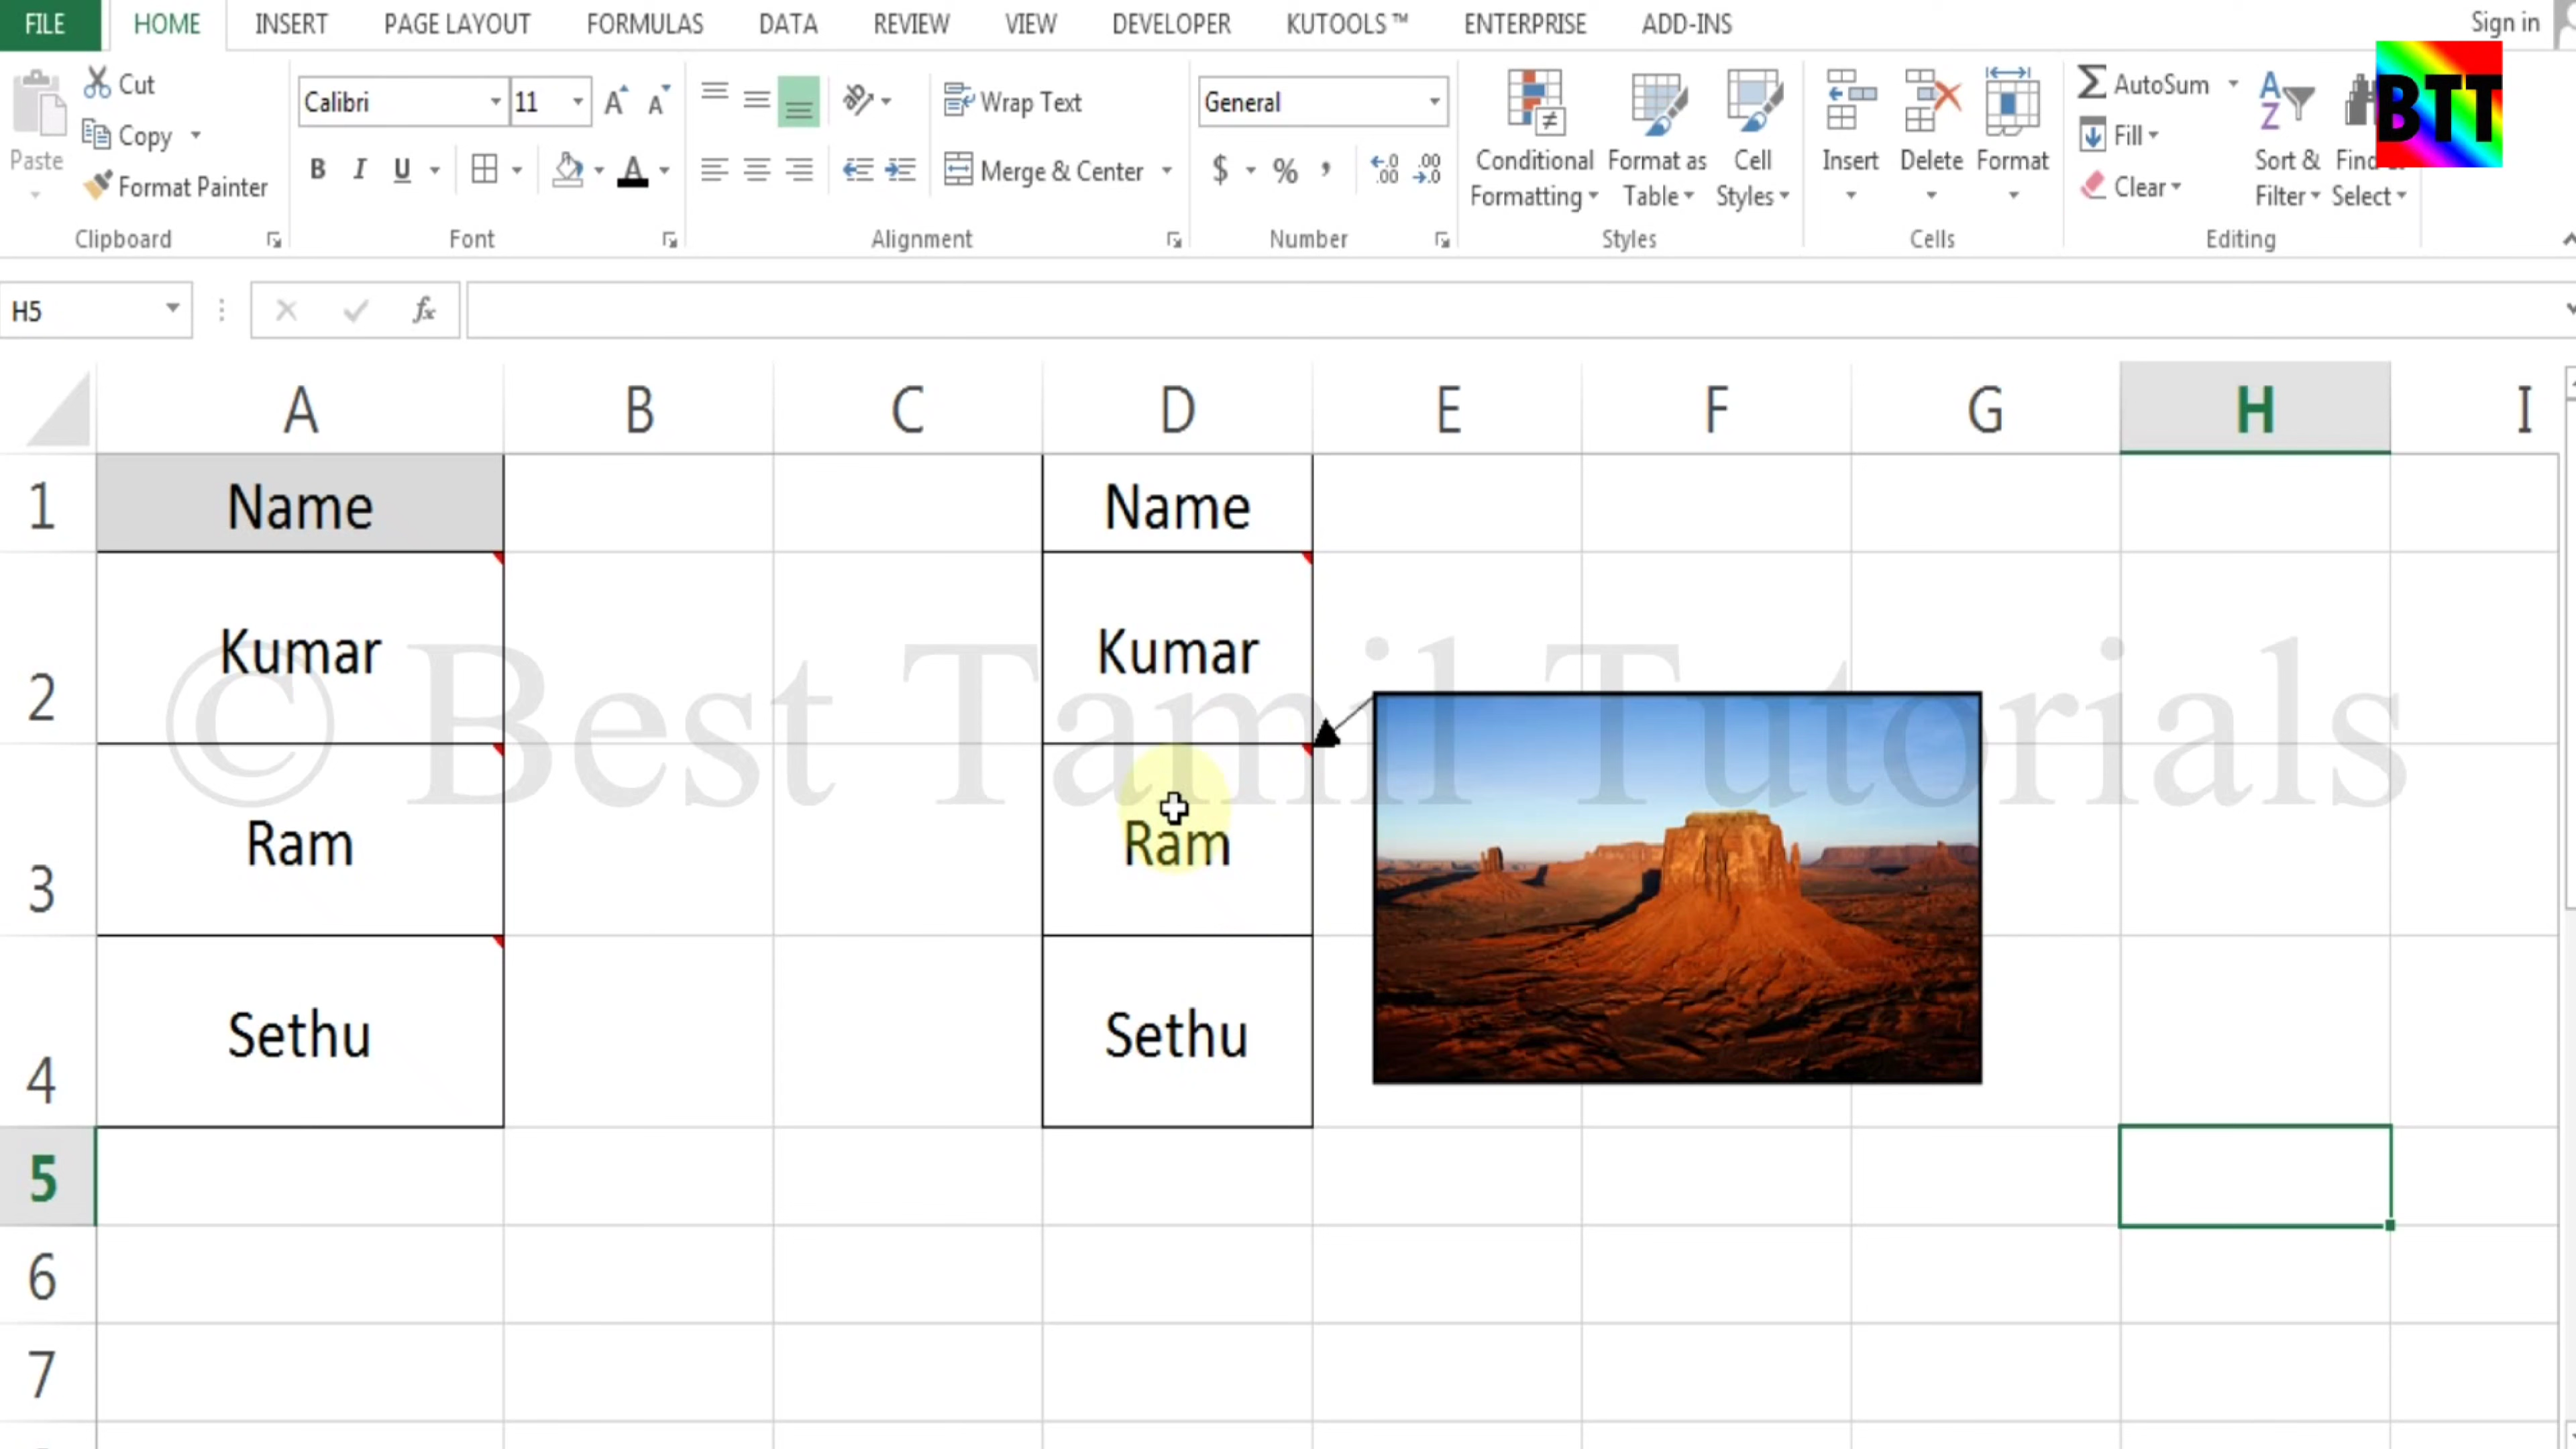 FILE HOME INSERT PAGE LAYOUT FORMULAS DATA REVIEW VIEW DEVELOPER KUTOOLS™ ENTERPRISE ADD-INS Sign in
BTT
Cut
Copy
Format Painter
Paste
Clipboard
Calibri 11
B I U A
Font
Wrap Text
Merge & Center
Alignment
General
$ % ,
Number
Conditional Formatting
Format as Table
Cell Styles
Styles
Insert Delete Format
Cells
AutoSum
Fill
Clear
Sort & Filter
Select
Editing
H5 fx
A B C D E F G H I
1 Name Name
2 Kumar Kumar
© Best Tamil Tutorials
3 Ram Ram
4 Sethu Sethu
5
6
7